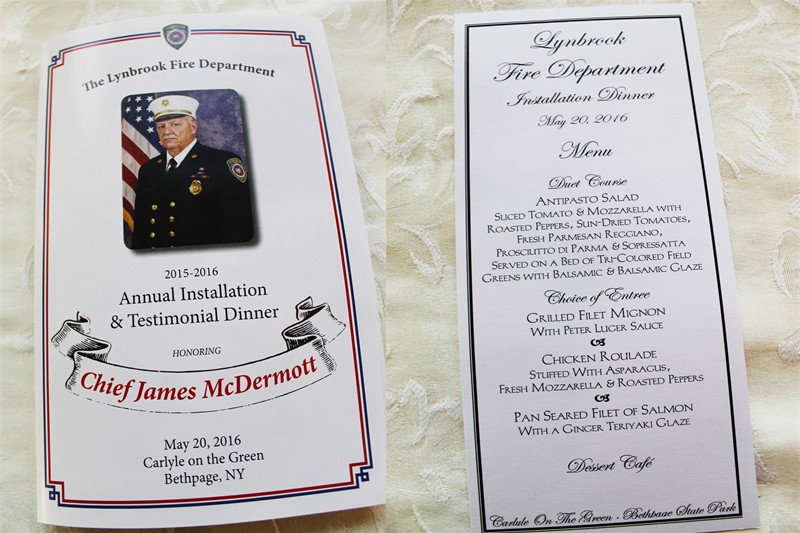 The Lynbrook Fire Department
2015-2016
Annual Installation
& Testimonial Dinner
HONORING
Chief James McDermott
May 20, 2016
Carlyle on the Green
Bethpage, NY
Lynbrook
Fire Department
Installation Dinner
May 20, 2016
Menu
Duet Course
Antipasto Salad
Sliced Tomato & Mozzarella with
Roasted Peppers, Sun-Dried Tomatoes,
Fresh Parmesan Reggiano,
Prosciutto di Parma & Sopressatta
Served on a Bed of Tri-Colored Field
Greens with Balsamic & Balsamic Glaze
Choice of Entree
Grilled Filet Mignon
With Peter Luger Sauce
Chicken Roulade
Stuffed With Asparagus,
Fresh Mozzarella & Roasted Peppers
Pan Seared Filet of Salmon
With a Ginger Teriyaki Glaze
Dessert Café
Carlyle On The Green - Bethpage State Park